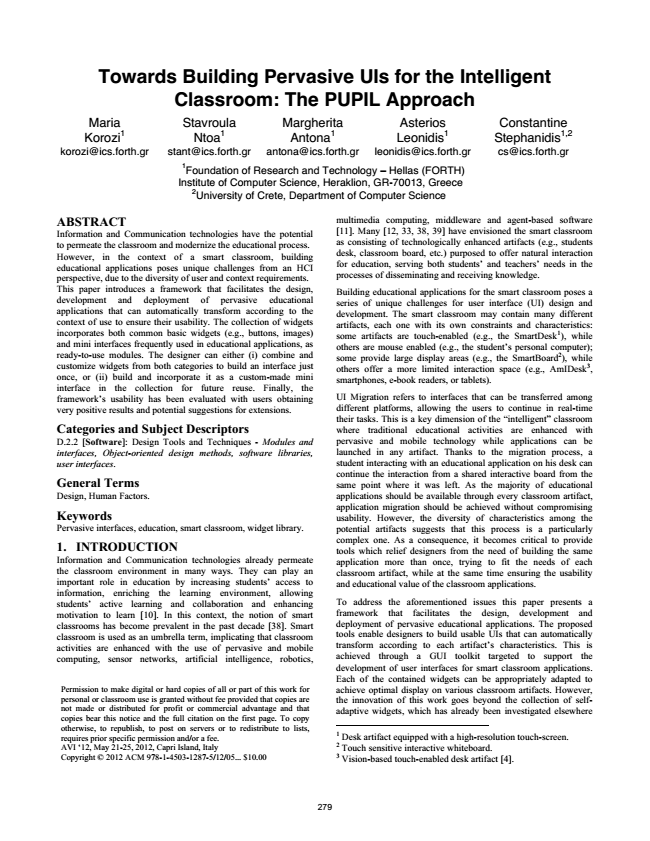 Towards Building Pervasive UIs for the Intelligent
Classroom: The PUPIL Approach
Maria
Korozi1
korozi@ics.forth.gr
Stavroula
Ntoa1
stant@ics.forth.gr
Margherita
Antona1
antona@ics.forth.gr
Asterios
Leonidis1
leonidis@ics.forth.gr
Constantine
Stephanidis1,2
cs@ics.forth.gr
1Foundation of Research and Technology – Hellas (FORTH)
Institute of Computer Science, Heraklion, GR-70013, Greece
2University of Crete, Department of Computer Science
ABSTRACT
Information and Communication technologies have the potential
to permeate the classroom and modernize the educational process.
However, in the context of a smart classroom, building
educational applications poses unique challenges from an HCI
perspective, due to the diversity of user and context requirements.
This paper introduces a framework that facilitates the design,
development and deployment of pervasive educational
applications that can automatically transform according to the
context of use to ensure their usability. The collection of widgets
incorporates both common basic widgets (e.g., buttons, images)
and mini interfaces frequently used in educational applications, as
ready-to-use modules. The designer can either (i) combine and
customize widgets from both categories to build an interface just
once, or (ii) build and incorporate it as a custom-made mini
interface in the collection for future reuse. Finally, the
framework's usability has been evaluated with users obtaining
very positive results and potential suggestions for extensions.
Categories and Subject Descriptors
D.2.2 [Software]: Design Tools and Techniques - Modules and
interfaces, Object-oriented design methods, software libraries,
user interfaces.
General Terms
Design, Human Factors.
Keywords
Pervasive interfaces, education, smart classroom, widget library.
1. INTRODUCTION
Information and Communication technologies already permeate
the classroom environment in many ways. They can play an
important role in education by increasing students' access to
information, enriching the learning environment, allowing
students' active learning and collaboration and enhancing
motivation to learn [10]. In this context, the notion of smart
classrooms has become prevalent in the past decade [38]. Smart
classroom is used as an umbrella term, implicating that classroom
activities are enhanced with the use of pervasive and mobile
computing, sensor networks, artificial intelligence, robotics,
Permission to make digital or hard copies of all or part of this work for
personal or classroom use is granted without fee provided that copies are
not made or distributed for profit or commercial advantage and that
copies bear this notice and the full citation on the first page. To copy
otherwise, to republish, to post on servers or to redistribute to lists,
requires prior specific permission and/or a fee.
AVI '12, May 21-25, 2012, Capri Island, Italy
Copyright © 2012 ACM 978-1-4503-1287-5/12/05... $10.00
multimedia computing, middleware and agent-based software
[11]. Many [12, 33, 38, 39] have envisioned the smart classroom
as consisting of technologically enhanced artifacts (e.g., students
desk, classroom board, etc.) purposed to offer natural interaction
for education, serving both students' and teachers' needs in the
processes of disseminating and receiving knowledge.
Building educational applications for the smart classroom poses a
series of unique challenges for user interface (UI) design and
development. The smart classroom may contain many different
artifacts, each one with its own constraints and characteristics:
some artifacts are touch-enabled (e.g., the SmartDesk1), while
others are mouse enabled (e.g., the student's personal computer);
some provide large display areas (e.g., the SmartBoard2), while
others offer a more limited interaction space (e.g., AmIDesk3,
smartphones, e-book readers, or tablets).
UI Migration refers to interfaces that can be transferred among
different platforms, allowing the users to continue in real-time
their tasks. This is a key dimension of the "intelligent" classroom
where traditional educational activities are enhanced with
pervasive and mobile technology while applications can be
launched in any artifact. Thanks to the migration process, a
student interacting with an educational application on his desk can
continue the interaction from a shared interactive board from the
same point where it was left. As the majority of educational
applications should be available through every classroom artifact,
application migration should be achieved without compromising
usability. However, the diversity of characteristics among the
potential artifacts suggests that this process is a particularly
complex one. As a consequence, it becomes critical to provide
tools which relief designers from the need of building the same
application more than once, trying to fit the needs of each
classroom artifact, while at the same time ensuring the usability
and educational value of the classroom applications.
To address the aforementioned issues this paper presents a
framework that facilitates the design, development and
deployment of pervasive educational applications. The proposed
tools enable designers to build usable UIs that can automatically
transform according to each artifact's characteristics. This is
achieved through a GUI toolkit targeted to support the
development of user interfaces for smart classroom applications.
Each of the contained widgets can be appropriately adapted to
achieve optimal display on various classroom artifacts. However,
the innovation of this work goes beyond the collection of self-
adaptive widgets, which has already been investigated elsewhere
1 Desk artifact equipped with a high-resolution touch-screen.
2 Touch sensitive interactive whiteboard.
3 Vision-based touch-enabled desk artifact [4].
279